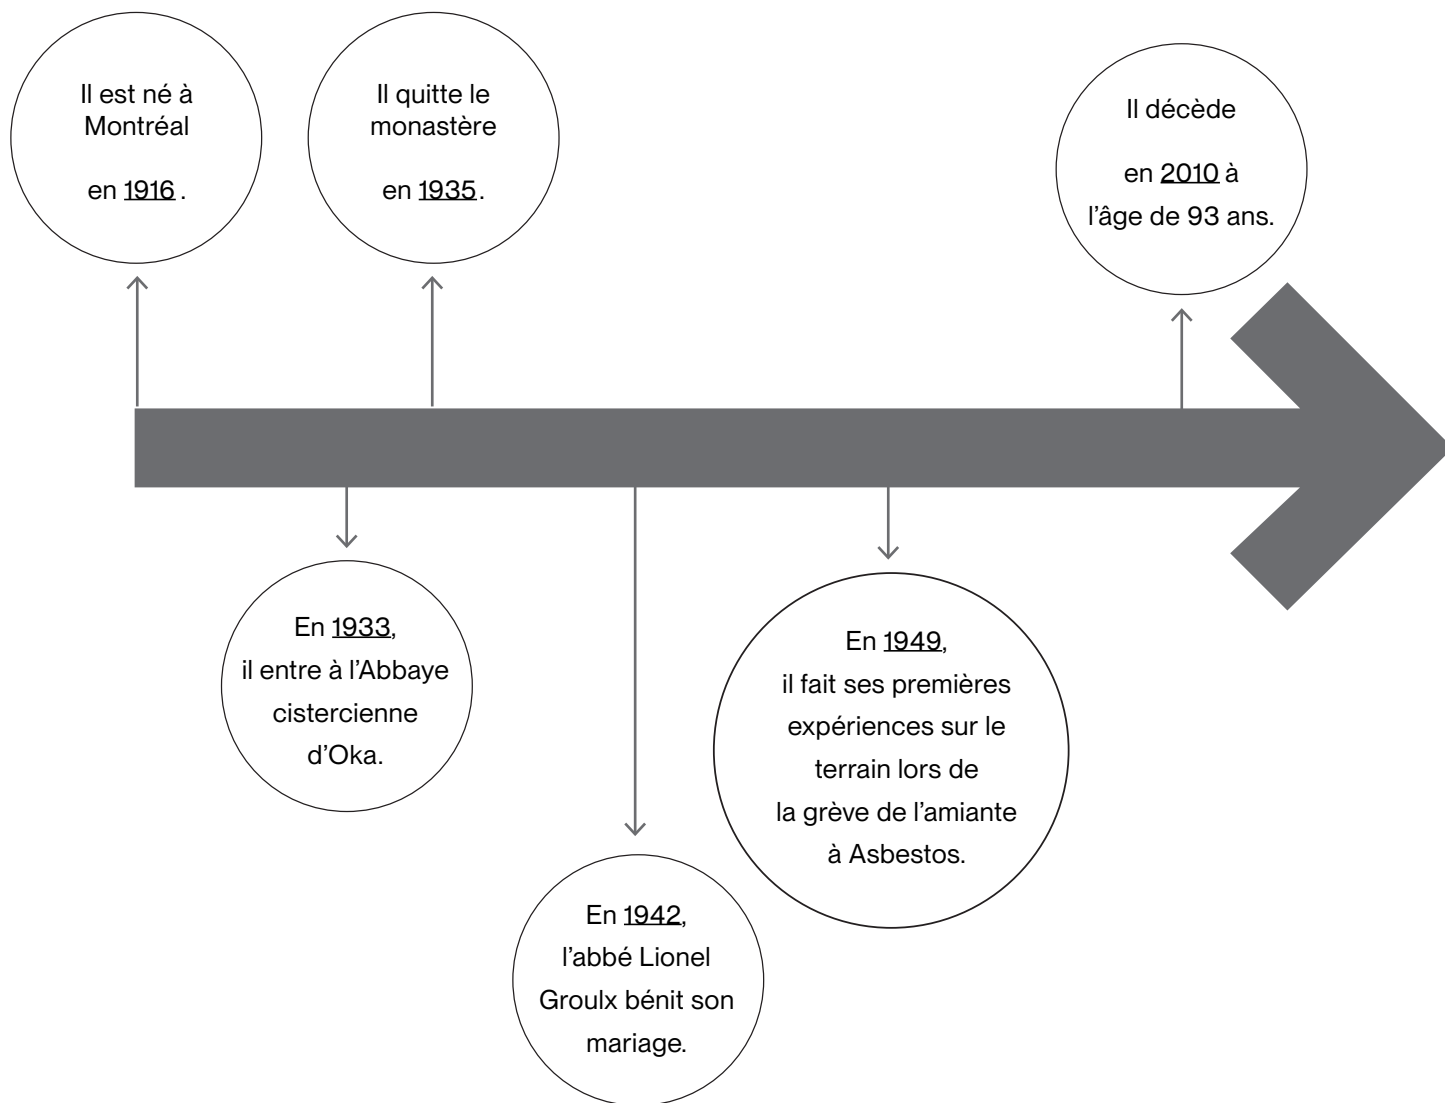 Il est né à
Montréal
en 1916 .
Il quitte le
monastère
en 1935.
Il décède
en 2010 à
l’âge de 93 ans.
En 1933,
il entre à l’Abbaye
cistercienne
d’Oka.
En 1942,
l’abbé Lionel
Groulx bénit son
mariage.
En 1949,
il fait ses premières
expériences sur le
terrain lors de
la grève de l’amiante
à Asbestos.